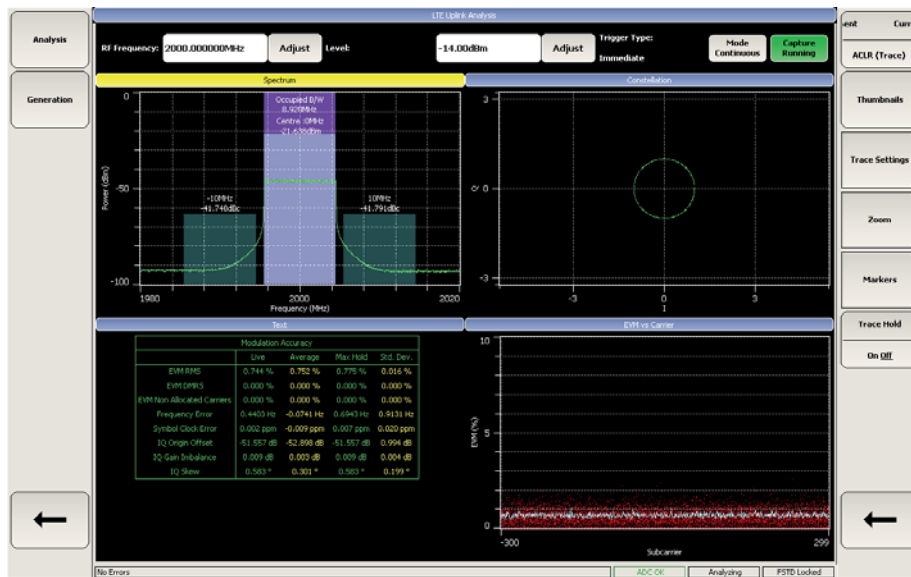 LTE Uplink Analysis
Analysis
Generation
RF Frequency:
2000.000000MHz
Adjust
Level:
-14.00dBm
Adjust
Trigger Type:
Immediate
Mode
Continuous
Capture
Running
ent Curr
ACLR (Trace)
Thumbnails
Trace Settings
Zoom
Markers
Trace Hold
On Off
Spectrum
Power (dBm)
0
-50
-100
Occupied B/W
8.928MHz
Centre :0MHz
-21.638dBm
-10MHz
-41.748dBc
10MHz
-41.791dBc
1980 2000 2020
Frequency (MHz)
Constellation
Q
3
0
-3
-3 0 3
I
Text
Modulation Accuracy
Live Average Max Hold Std. Dev.
EVM RMS 0.744 % 0.752 % 0.775 % 0.016 %
EVM DMRS 0.000 % 0.000 % 0.000 % 0.000 %
EVM Non Allocated Carriers 0.000 % 0.000 % 0.000 % 0.000 %
Frequency Error 0.4403 Hz -0.0741 Hz 0.6943 Hz 0.9131 Hz
Symbol Clock Error 0.002 ppm -0.009 ppm 0.007 ppm 0.020 ppm
IQ Origin Offset -51.557 dB -52.898 dB -51.557 dB 0.994 dB
IQ Gain Imbalance 0.009 dB 0.003 dB 0.009 dB 0.004 dB
IQ Skew 0.583 ° 0.301 ° 0.583 ° 0.199 °
EVM vs Carrier
EVM (%)
10
5
0
-300 299
Subcarrier
No Errors
ADC OK
Analyzing
FSTD Locked